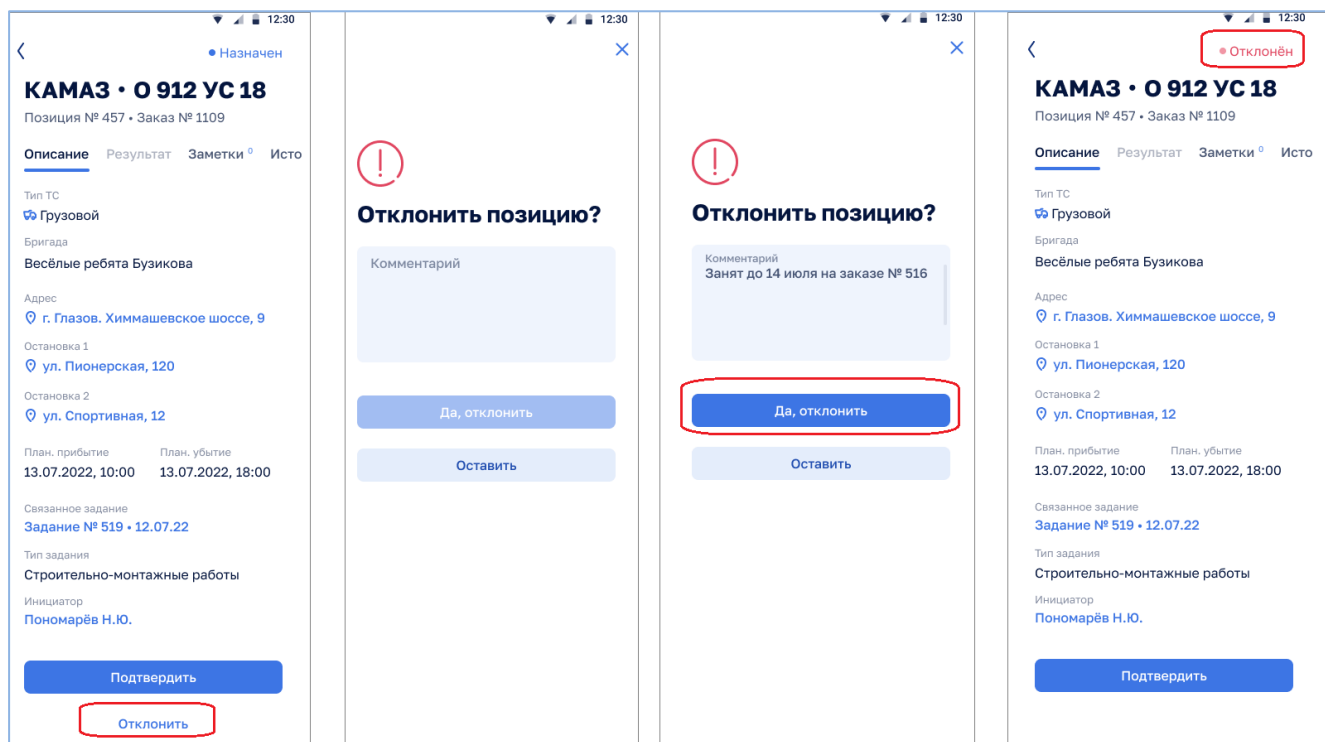 12:30
Назначен
КАМАЗ • О 912 УС 18
Позиция № 457 • Заказ № 1109
Описание Результат Заметки 0 Исто
Тип ТС
Грузовой
Бригада
Весёлые ребята Бузикова
Адрес
г. Глазов. Химмашевское шоссе, 9
Остановка 1
ул. Пионерская, 120
Остановка 2
ул. Спортивная, 12
План. прибытие План. убытие
13.07.2022, 10:00 13.07.2022, 18:00
Связанное задание
Задание № 519 • 12.07.22
Тип задания
Строительно-монтажные работы
Инициатор
Пономарёв Н.Ю.
Подтвердить
Отклонить
12:30
Отклонить позицию?
Комментарий
Да, отклонить
Оставить
12:30
Отклонить позицию?
Комментарий
Занят до 14 июля на заказе № 516
Да, отклонить
Оставить
12:30
Отклонён
КАМАЗ • О 912 УС 18
Позиция № 457 • Заказ № 1109
Описание Результат Заметки 0 Исто
Тип ТС
Грузовой
Бригада
Весёлые ребята Бузикова
Адрес
г. Глазов. Химмашевское шоссе, 9
Остановка 1
ул. Пионерская, 120
Остановка 2
ул. Спортивная, 12
План. прибытие План. убытие
13.07.2022, 10:00 13.07.2022, 18:00
Связанное задание
Задание № 519 • 12.07.22
Тип задания
Строительно-монтажные работы
Инициатор
Пономарёв Н.Ю.
Подтвердить